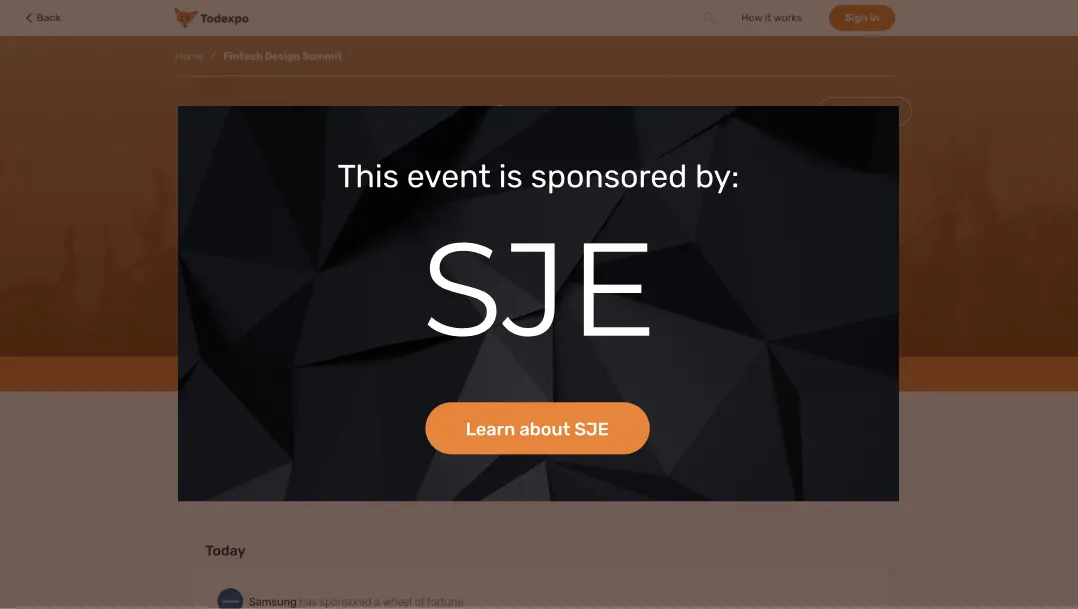 Back
Todexpo
How it works
Sign in
Home / Fintech Design Summit
This event is sponsored by:
SJE
Learn about SJE
Today
Samsung has sponsored a wheel of fortune